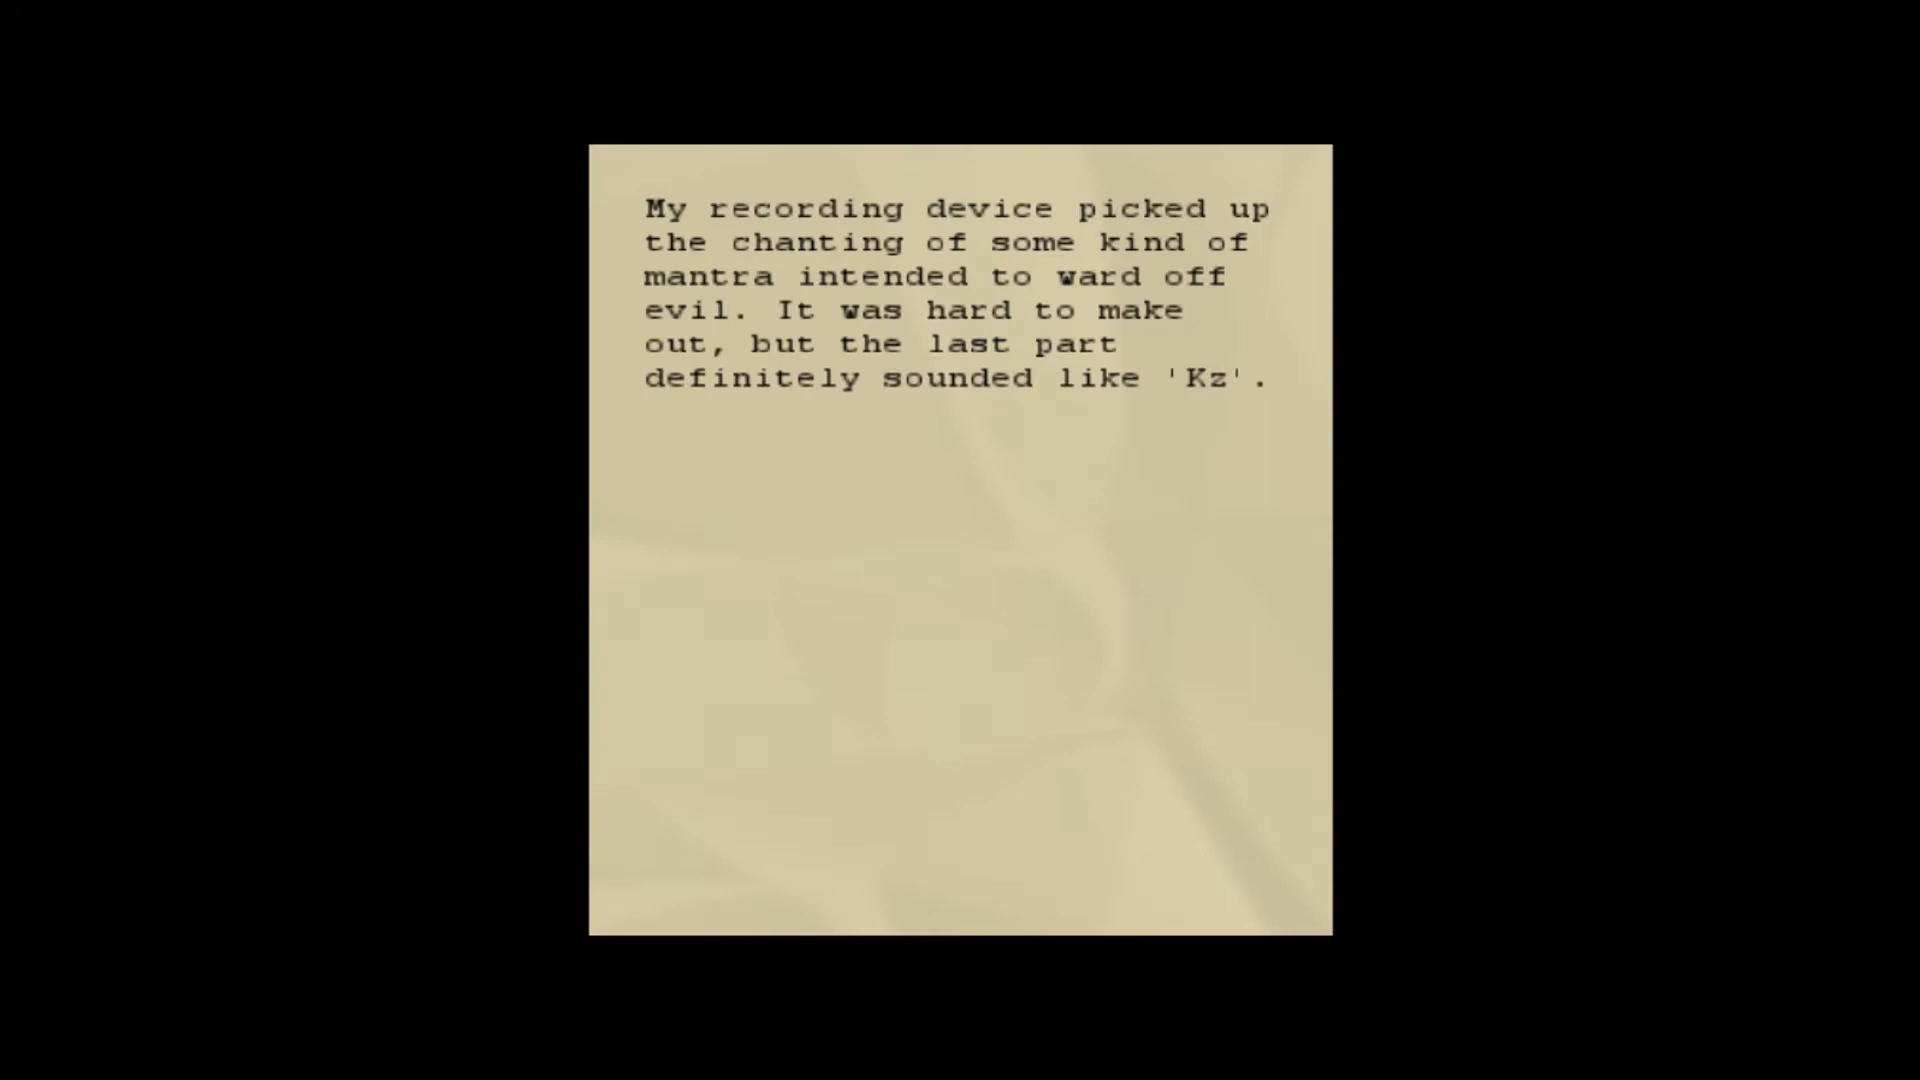 My recording device picked up
the chanting of some kind of
mantra intended to ward off
evil. It was hard to make
out, but the last part
definitely sounded like 'Kz'.